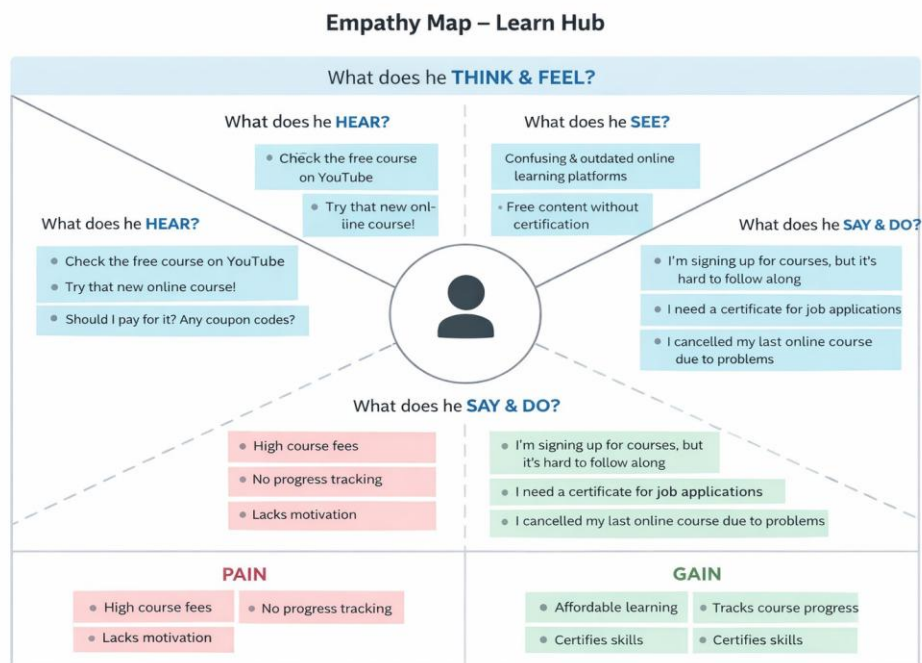 Empathy Map – Learn Hub
What does he THINK & FEEL?
What does he HEAR?
• Check the free course
on YouTube
• Try that new onl-
iine course!
What does he SEE?
Confusing & outdated online
learning platforms
• Free content without
certification
What does he HEAR?
• Check the free course on YouTube
• Try that new online course!
• Should I pay for it? Any coupon codes?
What does he SAY & DO?
• I'm signing up for courses, but it's
hard to follow along
• I need a certificate for job applications
• I cancelled my last online course
due to problems
What does he SAY & DO?
• High course fees
• No progress tracking
• Lacks motivation
• I'm signing up for courses, but
it's hard to follow along
• I need a certificate for job applications
• I cancelled my last online course due to problems
PAIN
• High course fees
• No progress tracking
• Lacks motivation
GAIN
• Affordable learning
• Tracks course progress
• Certifies skills
• Certifies skills